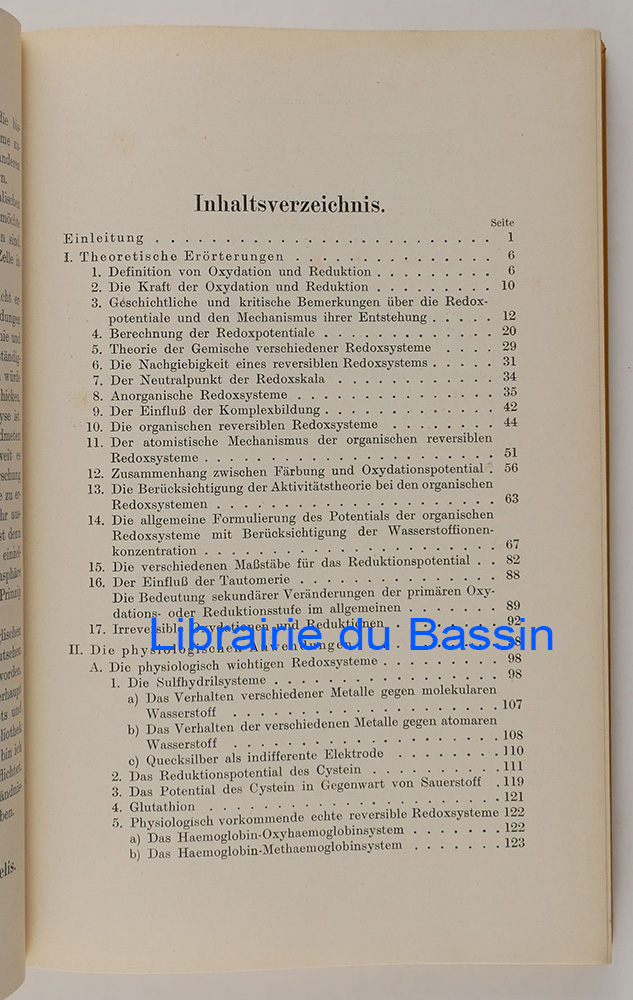 Inhaltsverzeichnis.
Seite
Einleitung . . . . . . . . . . . . . . . . . . . . . . . . . 1
I. Theoretische Erörterungen . . . . . . . . . . . . . . . 6
1. Definition von Oxydation und Reduktion . . . . . . . . . 6
2. Die Kraft der Oxydation und Reduktion . . . . . . . . . 10
3. Geschichtliche und kritische Bemerkungen über die Redox-
potentiale und den Mechanismus ihrer Entstehung . . . . . 12
4. Berechnung der Redoxpotentiale . . . . . . . . . . . . . 20
5. Theorie der Gemische verschiedener Redoxsysteme . . . . 29
6. Die Nachgiebigkeit eines reversiblen Redoxsystems . . . . 31
7. Der Neutralpunkt der Redoxskala . . . . . . . . . . . . 34
8. Anorganische Redoxsysteme . . . . . . . . . . . . . . . 35
9. Der Einfluß der Komplexbildung . . . . . . . . . . . . . 42
10. Die organischen reversiblen Redoxsysteme . . . . . . . . 44
11. Der atomistische Mechanismus der organischen reversiblen
Redoxsysteme . . . . . . . . . . . . . . . . . . . . . 51
12. Zusammenhang zwischen Färbung und Oxydationspotential . 56
13. Die Berücksichtigung der Aktivitätstheorie bei den organischen
Redoxsystemen . . . . . . . . . . . . . . . . . . . . . 63
14. Die allgemeine Formulierung des Potentials der organischen
Redoxsysteme mit Berücksichtigung der Wasserstoffionen-
konzentration . . . . . . . . . . . . . . . . . . . . . 67
15. Die verschiedenen Maßstäbe für das Reduktionspotential . . 82
16. Der Einfluß der Tautomerie . . . . . . . . . . . . . . . 88
Die Bedeutung sekundärer Veränderungen der primären Oxy-
dations- oder Reduktionsstufe im allgemeinen . . . . . . . 89
17. Irreversible Oxydationen und Reduktionen . . . . . . . . 92
Librairie du Bassin
II. Die physiologischen Anwendungen . . . . . . . . . . . 98
A. Die physiologisch wichtigen Redoxsysteme . . . . . . . . 98
1. Die Sulfhydrilsysteme . . . . . . . . . . . . . . . . 98
a) Das Verhalten verschiedener Metalle gegen molekularen
Wasserstoff . . . . . . . . . . . . . . . . . . . . 107
b) Das Verhalten der verschiedenen Metalle gegen atomaren
Wasserstoff . . . . . . . . . . . . . . . . . . . . 108
c) Quecksilber als indifferente Elektrode . . . . . . . . 110
2. Das Reduktionspotential des Cystein . . . . . . . . . . 111
3. Das Potential des Cystein in Gegenwart von Sauerstoff . 119
4. Glutathion . . . . . . . . . . . . . . . . . . . . . 121
5. Physiologisch vorkommende echte reversible Redoxsysteme 122
a) Das Haemoglobin-Oxyhaemoglobinsystem . . . . . . . 122
b) Das Haemoglobin-Methaemoglobinsystem . . . . . . . 123